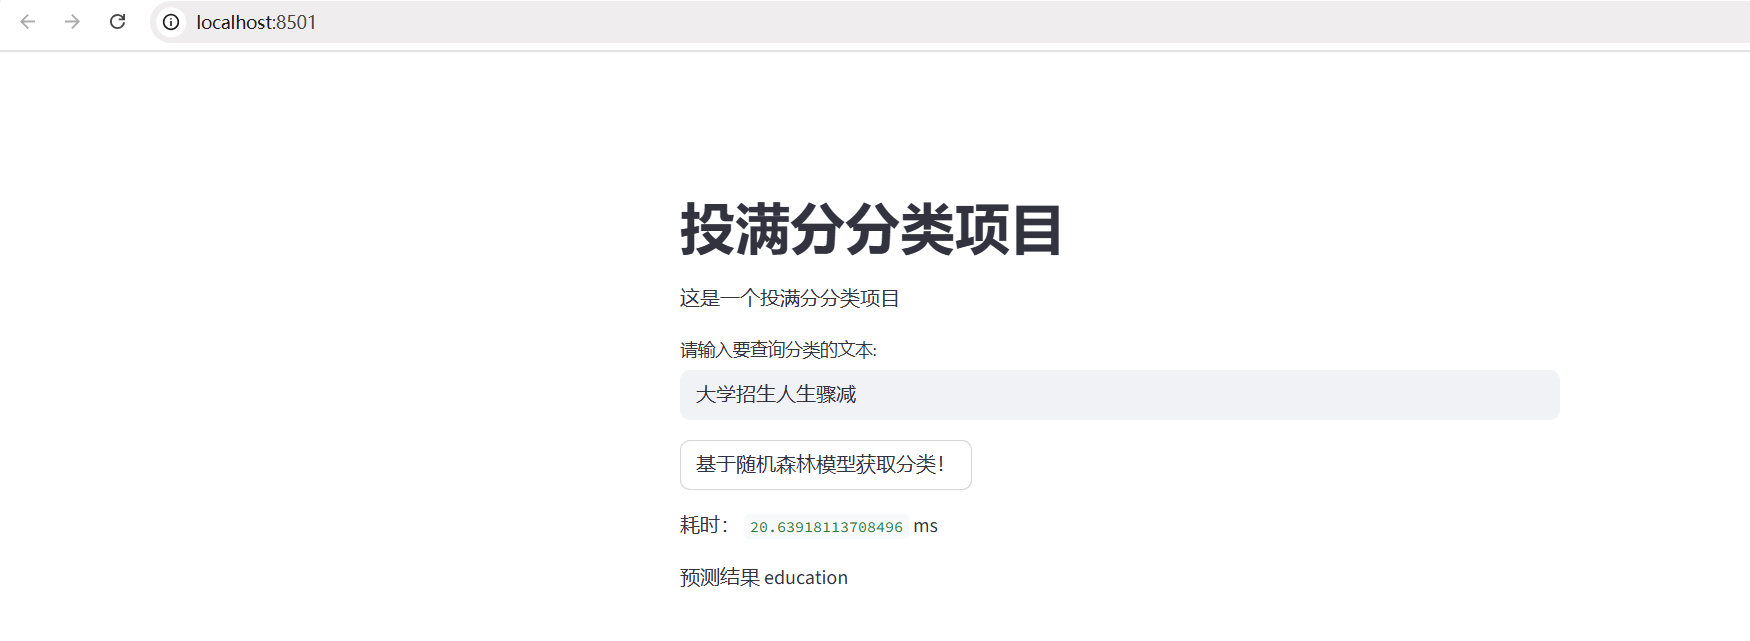 localhost:8501
投满分分类项目
这是一个投满分分类项目
请输入要查询分类的文本:
大学招生人生骤减
基于随机森林模型获取分类！
耗时： 20.63918113708496 ms
预测结果 education